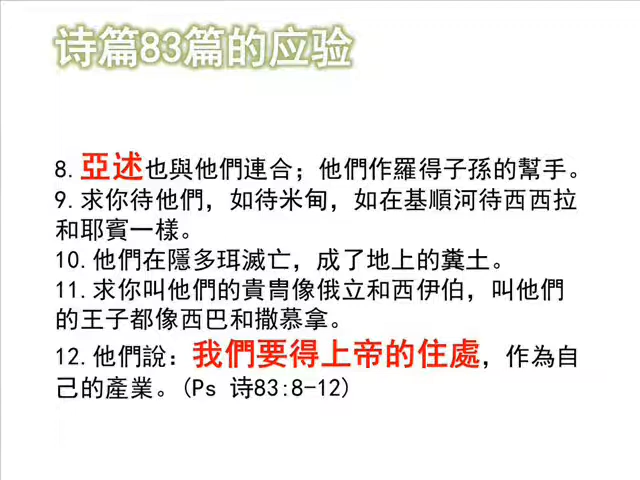 诗篇83篇的应验
8.亞述也與他們連合；他們作羅得子孫的幫手。
9.求你待他們，如待米甸，如在基順河待西西拉
和耶賓一樣。
10.他們在隱多珥滅亡，成了地上的糞土。
11.求你叫他們的貴冑像俄立和西伊伯，叫他們
的王子都像西巴和撒慕拿。
12.他們說：我們要得上帝的住處，作為自
己的產業。(Ps 诗83:8-12)